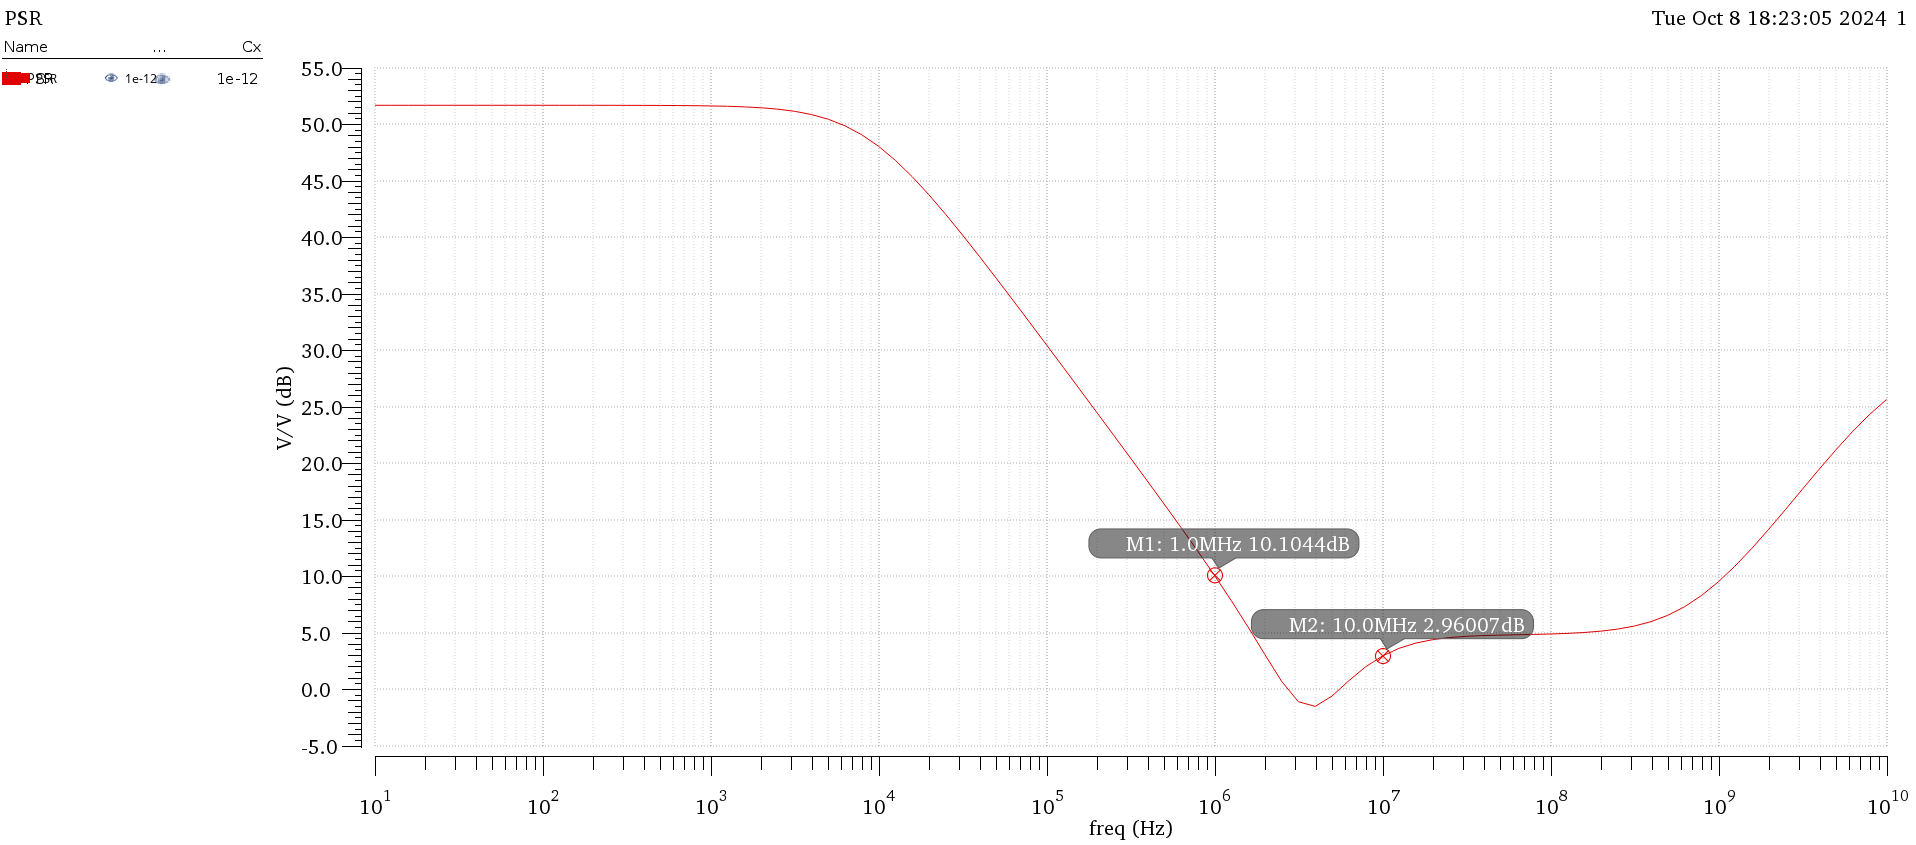 PSR
Tue Oct 8 18:23:05 2024 1
Name ... Cx
PSR 1e-12 1e-12
55.0
50.0
45.0
40.0
35.0
30.0
25.0
20.0
15.0
10.0
5.0
0.0
-5.0
V/V (dB)
M1: 1.0MHz 10.1044dB
M2: 10.0MHz 2.96007dB
10^1 10^2 10^3 10^4 10^5 10^6 10^7 10^8 10^9 10^10
freq (Hz)